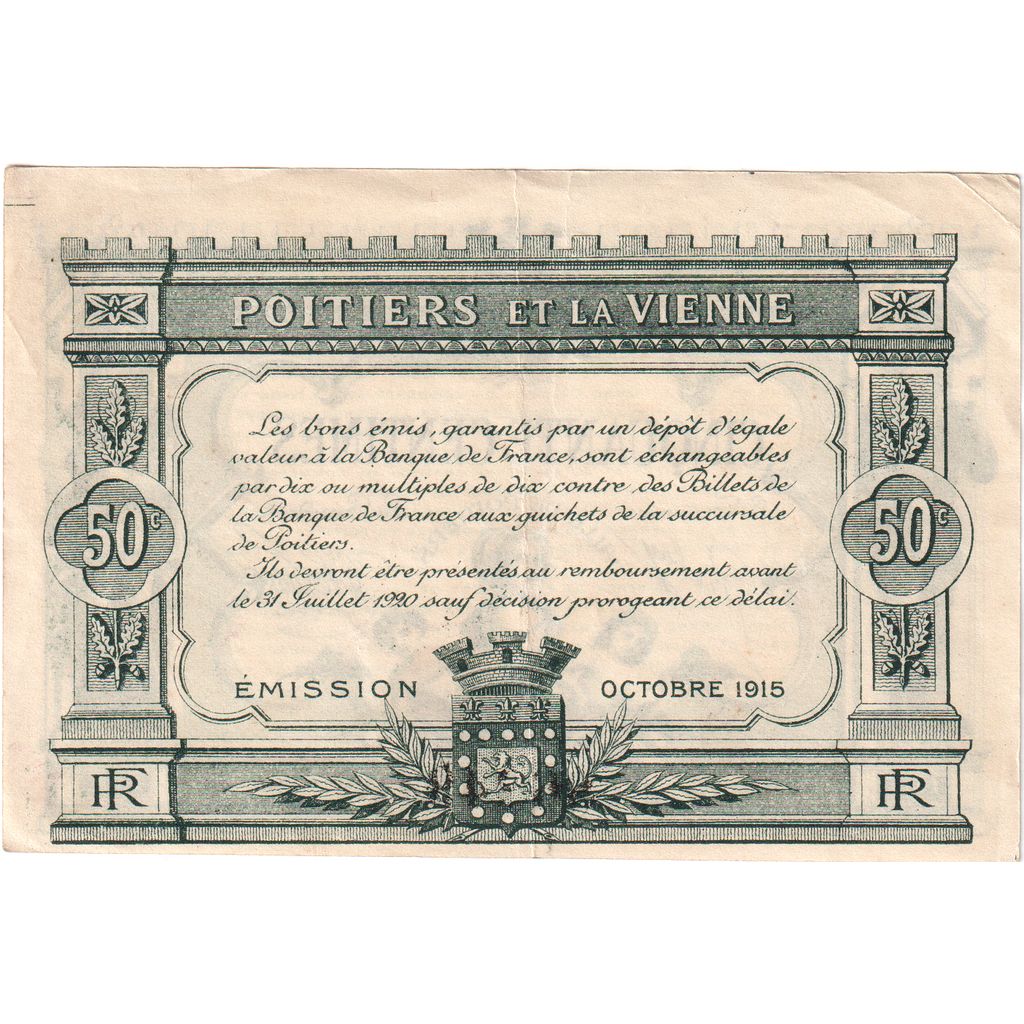 POITIERS ET LA VIENNE
Les bons émis, garantis par un dépôt d'égale
valeur à la Banque de France, sont échangeables
par dix ou multiples de dix contre des Billets de
la Banque de France aux guichets de la succursale
de Poitiers.
Ils devront être présentés au remboursement avant
le 31 Juillet 1920 sauf décision prorogeant ce délai.
50c
50c
ÉMISSION OCTOBRE 1915
RF
RF